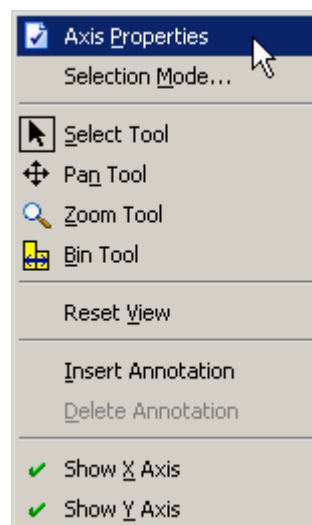 Axis Properties
Selection Mode...
Select Tool
Pan Tool
Zoom Tool
Bin Tool
Reset View
Insert Annotation
Delete Annotation
Show X Axis
Show Y Axis